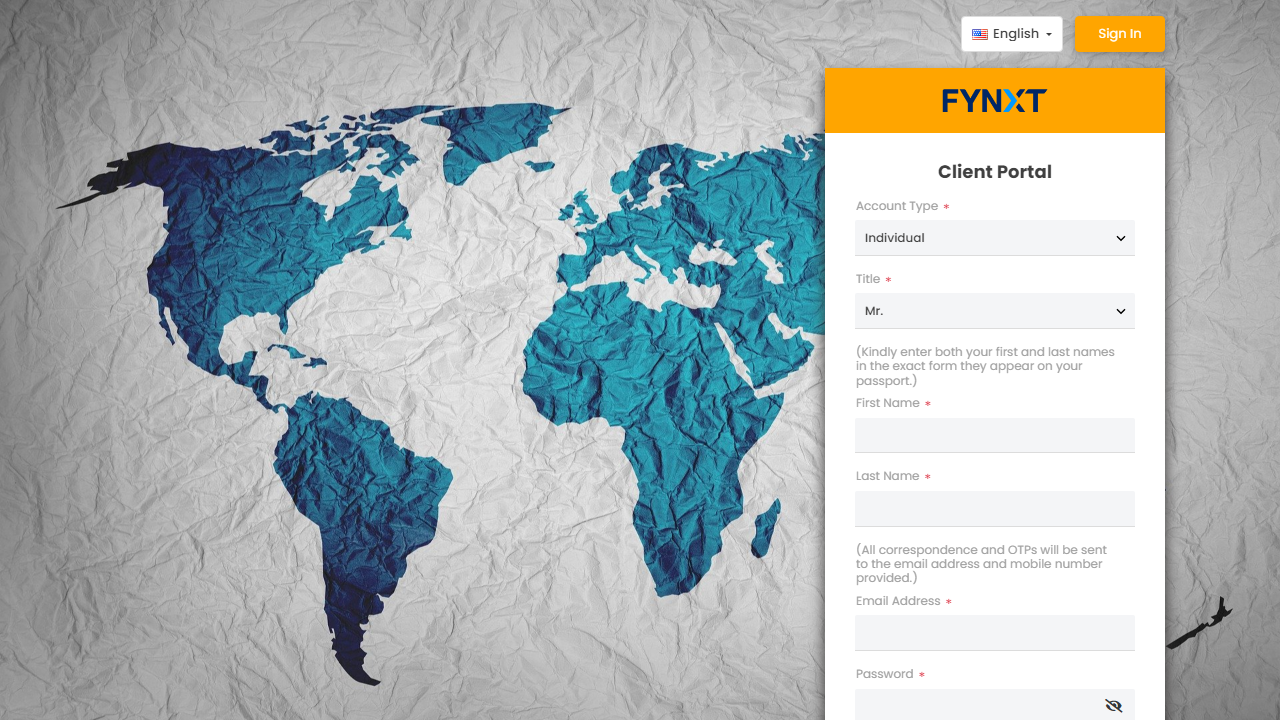 English
Sign In
FYNXT
Client Portal
Account Type *
Individual
Title *
Mr.
(Kindly enter both your first and last names
in the exact form they appear on your
passport.)
First Name *
Last Name *
(All correspondence and OTPs will be sent
to the email address and mobile number
provided.)
Email Address *
Password *